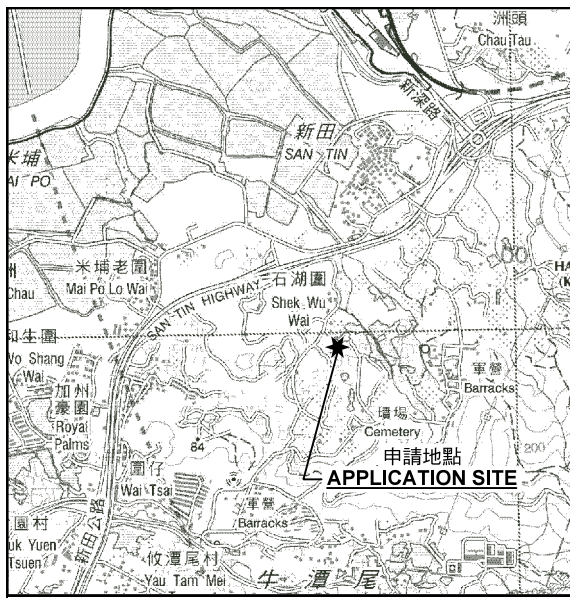 洲頭
Chau Tau
新深路
新田
SAN TIN
米埔
AI PO
米埔老圍
Mai Po Lo Wai
SAN TIN HIGHWAY
石湖圍
Shek Wu
Wai
州
Chau
HA
(K
和生圍
Wo Shang
Wai
加州
豪園
Royal
Palms
軍營
Barracks
墳場
Cemetery
申請地點
APPLICATION SITE
84
200
圍仔
Wai Tsai
軍營
Barracks
園村
uk Yuen
Tsuen
新田公路
攸潭尾村
Yau Tam Mei
牛潭尾